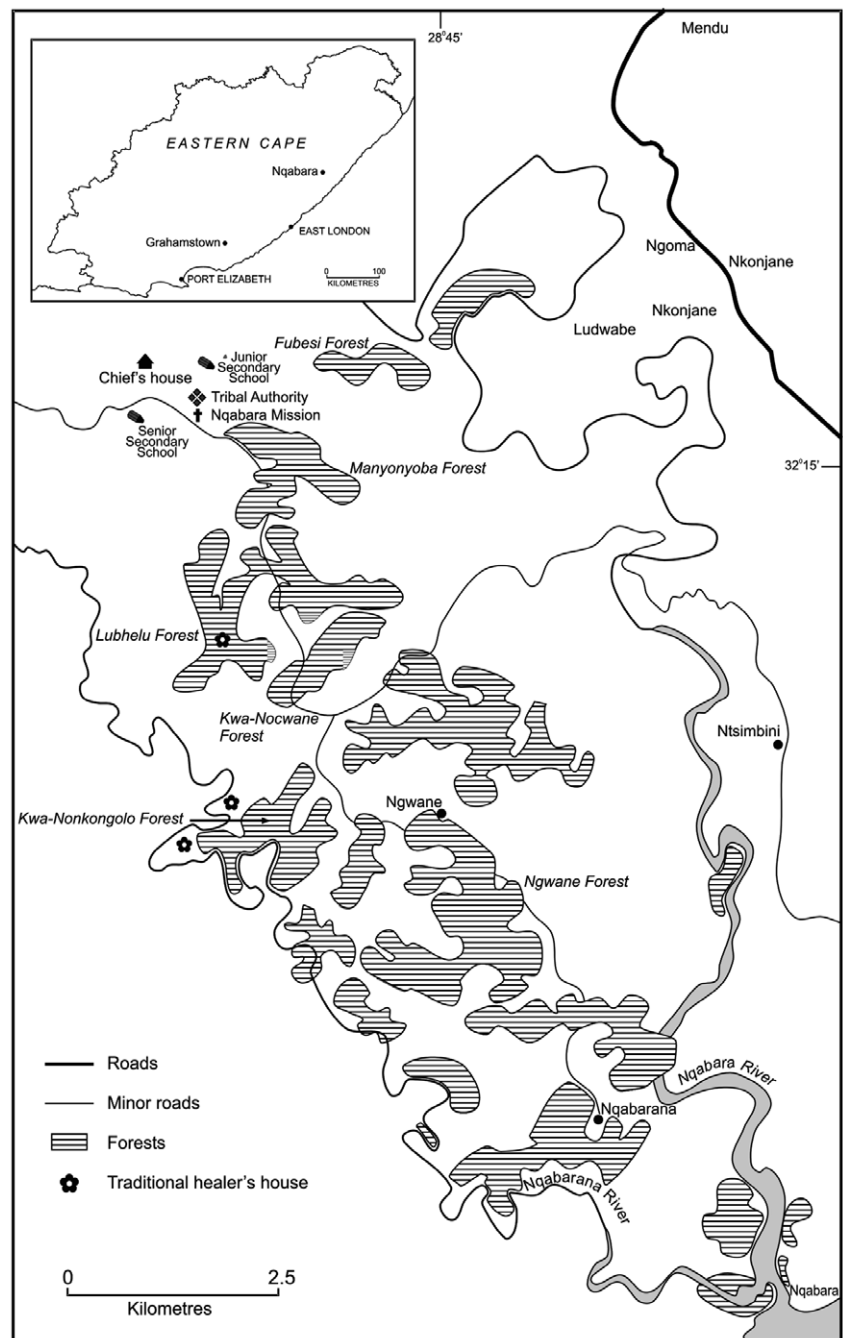 Mendu
28°45'
EASTERN CAPE
Nqabara
Grahamstown
EAST LONDON
PORT ELIZABETH
0 100
KILOMETRES
Ngoma
Nkonjane
Nkonjane
Ludwabe
Fubesi Forest
Junior
Secondary
School
Chief's house
Tribal Authority
Nqabara Mission
Senior
Secondary
School
Manyonyoba Forest
32°15'
Lubhelu Forest
Kwa-Nocwane
Forest
Ntsimbini
Ngwane
Kwa-Nonkongolo Forest
Ngwane Forest
Roads
Nqabara River
Minor roads
Nqabarana
Forests
Traditional healer's house
Nqabarana River
0 2.5
Kilometres
Nqabara